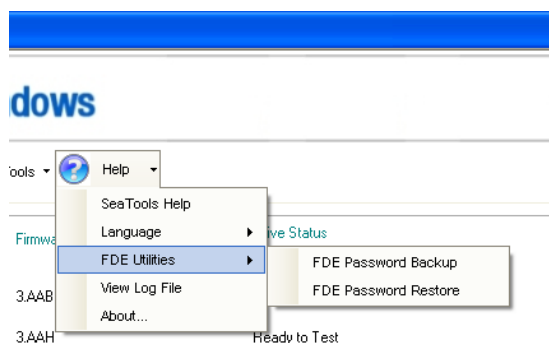 dows
ools Help
SeaTools Help
Firmwa Language ive Status
FDE Utilities FDE Password Backup
View Log File FDE Password Restore
3.AAB
About...
3.AAH Ready to Test